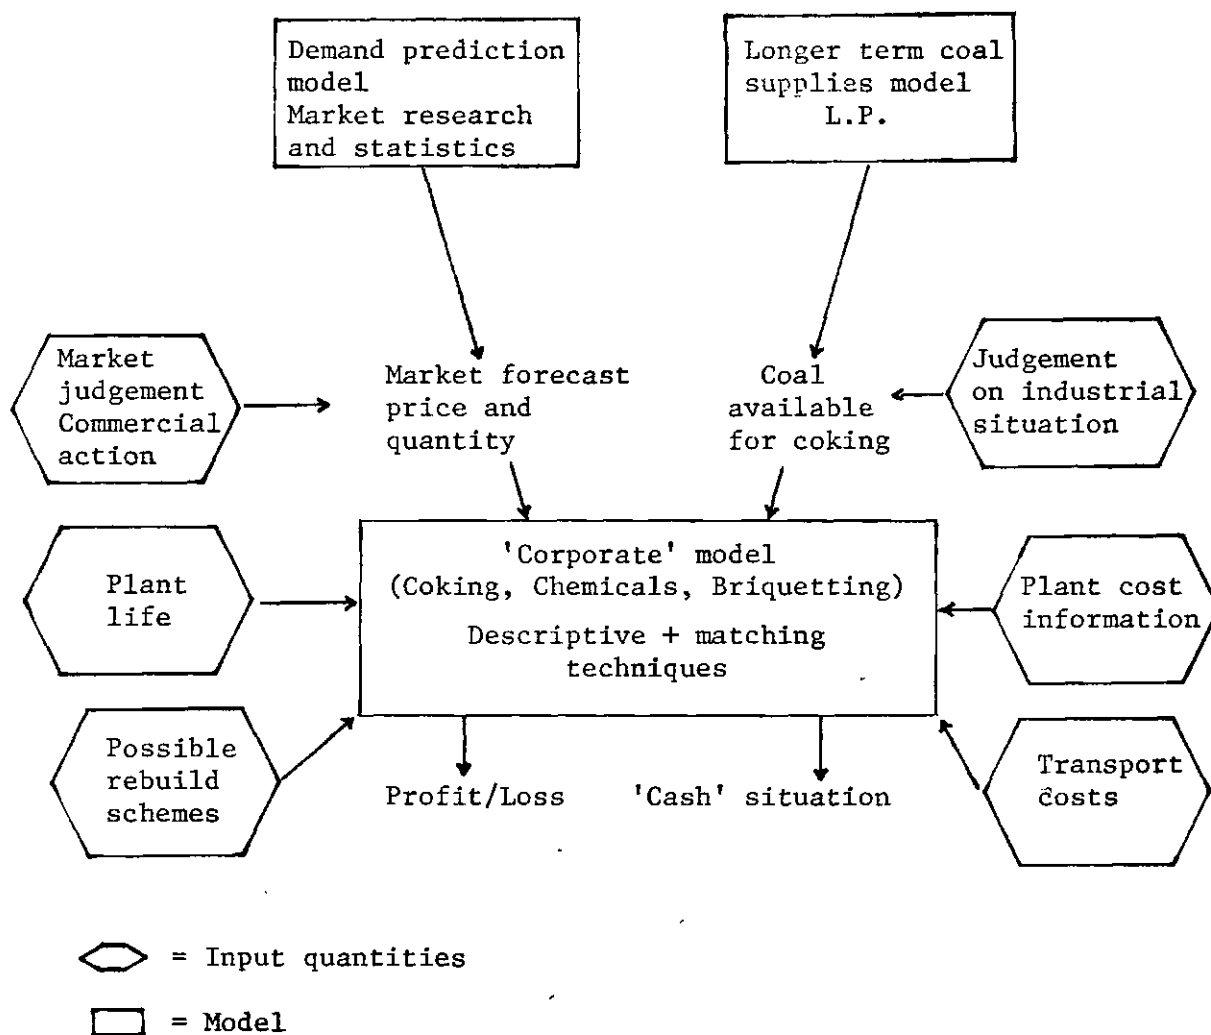 Demand prediction
model
Market research
and statistics
Longer term coal
supplies model
L.P.
Market
judgement
Commercial
action
Market forecast
price and
quantity
Coal
available
for coking
Judgement
on industrial
situation
Plant
life
'Corporate' model
(Coking, Chemicals, Briquetting)
Descriptive + matching
techniques
Plant cost
information
Possible
rebuild
schemes
Profit/Loss
'Cash' situation
Transport
costs
= Input quantities
= Model